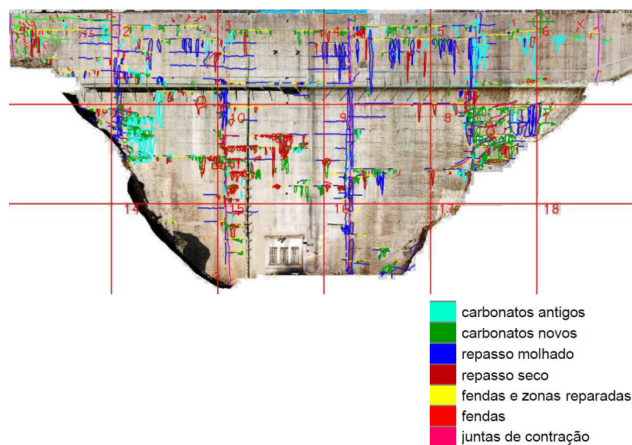 2 3 5 6
10 9 8
14 15 16 17 18
carbonatos antigos
carbonatos novos
repasso molhado
repasso seco
fendas e zonas reparadas
fendas
juntas de contração